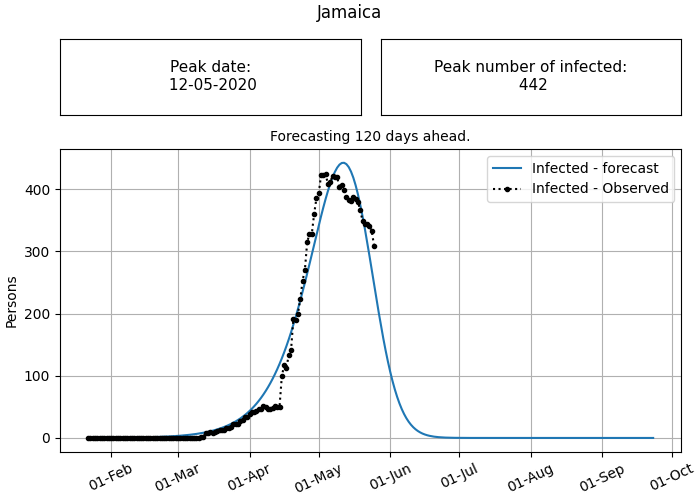 Jamaica
Peak date:
12-05-2020
Peak number of infected:
442
Forecasting 120 days ahead.
Infected - forecast
Infected - Observed
Persons
400
300
200
100
0
01-Feb
01-Mar
01-Apr
01-May
01-Jun
01-Jul
01-Aug
01-Sep
01-Oct